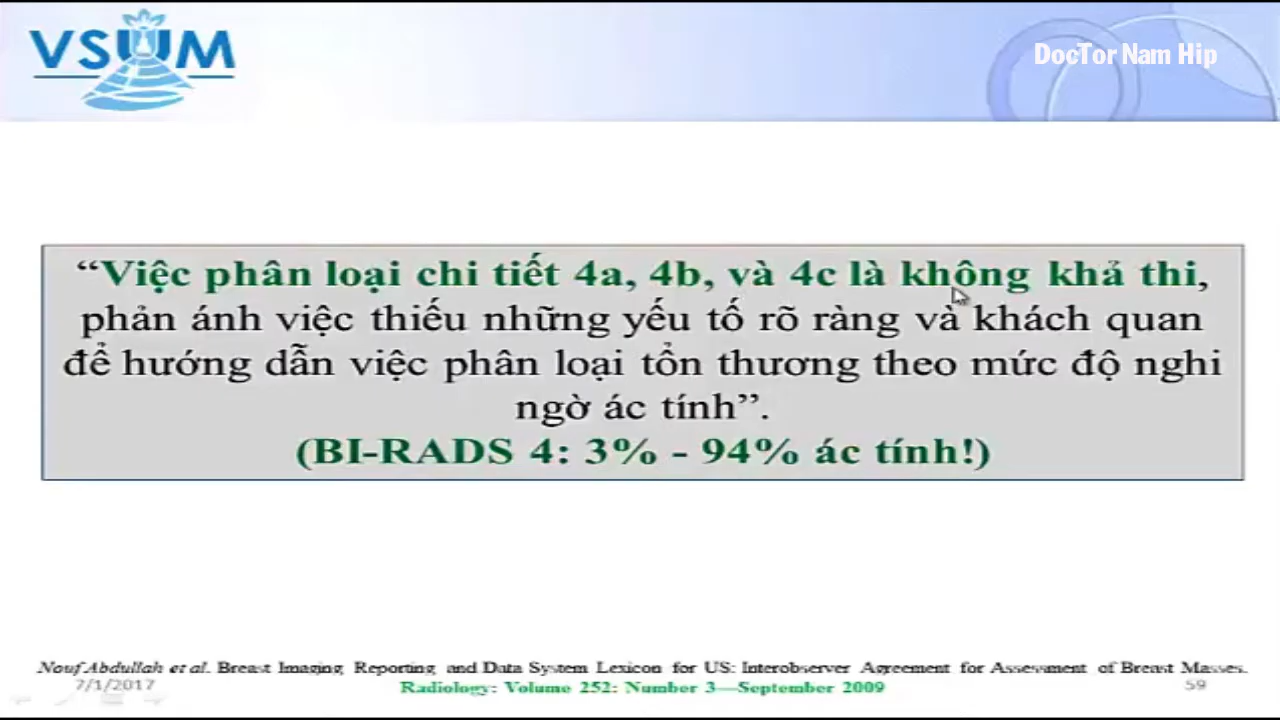 VSUM
DocTor Nam Hip
“Việc phân loại chi tiết 4a, 4b, và 4c là không khả thi,
phản ánh việc thiếu những yếu tố rõ ràng và khách quan
để hướng dẫn việc phân loại tổn thương theo mức độ nghi
ngờ ác tính”.
(BI-RADS 4: 3% - 94% ác tính!)
Nouf Abdullah et al. Breast Imaging Reporting and Data System Lexicon for US: Interobserver Agreement for Assessment of Breast Masses.
Radiology: Volume 252: Number 3—September 2009
7/1/2017
59